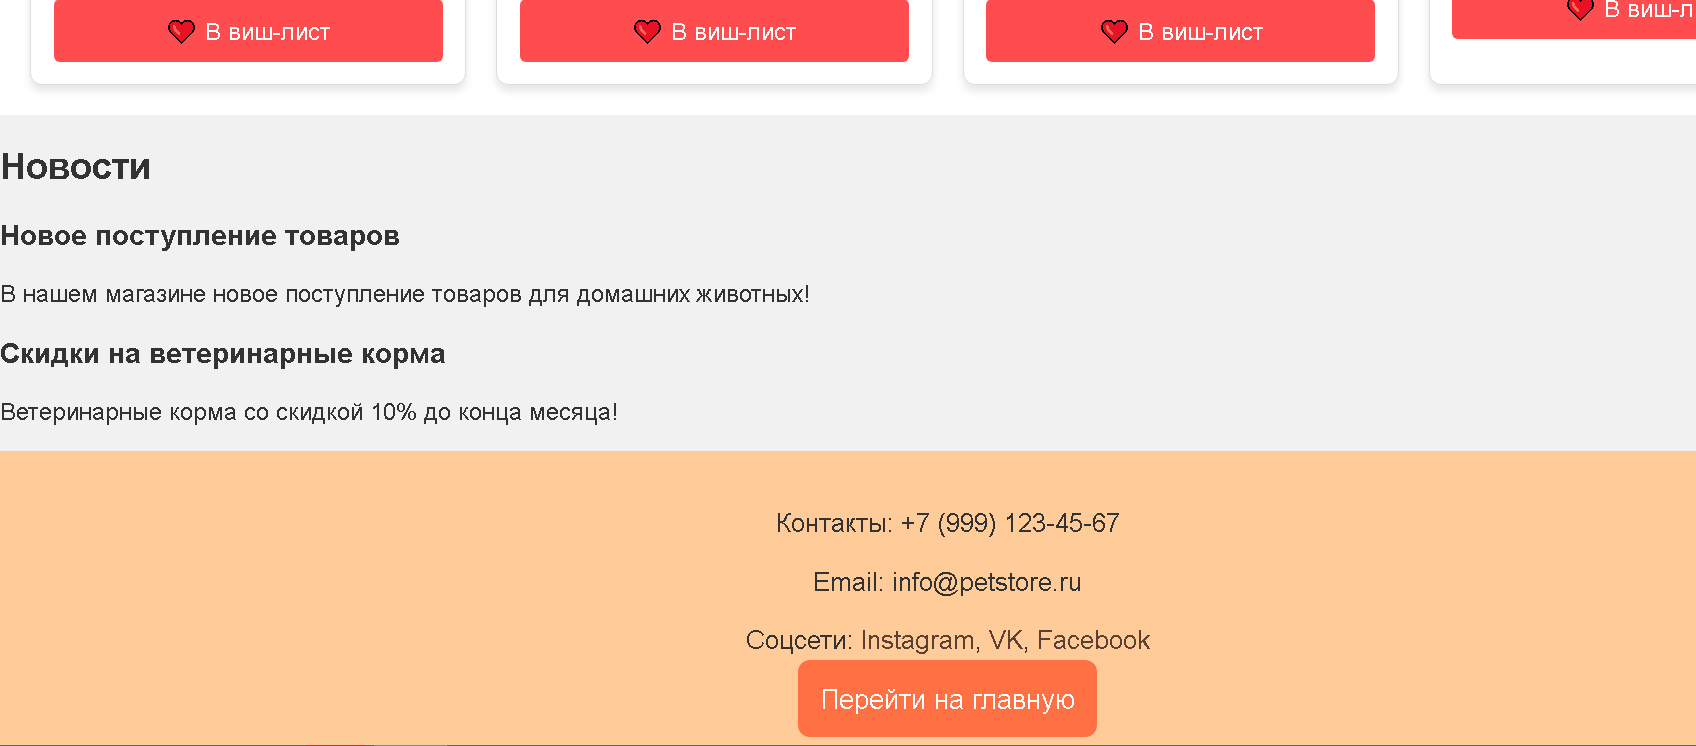 В виш-лист
В виш-лист
В виш-лист
В виш-л
Новости
Новое поступление товаров
В нашем магазине новое поступление товаров для домашних животных!
Скидки на ветеринарные корма
Ветеринарные корма со скидкой 10% до конца месяца!
Контакты: +7 (999) 123-45-67
Email: info@petstore.ru
Соцсети: Instagram, VK, Facebook
Перейти на главную